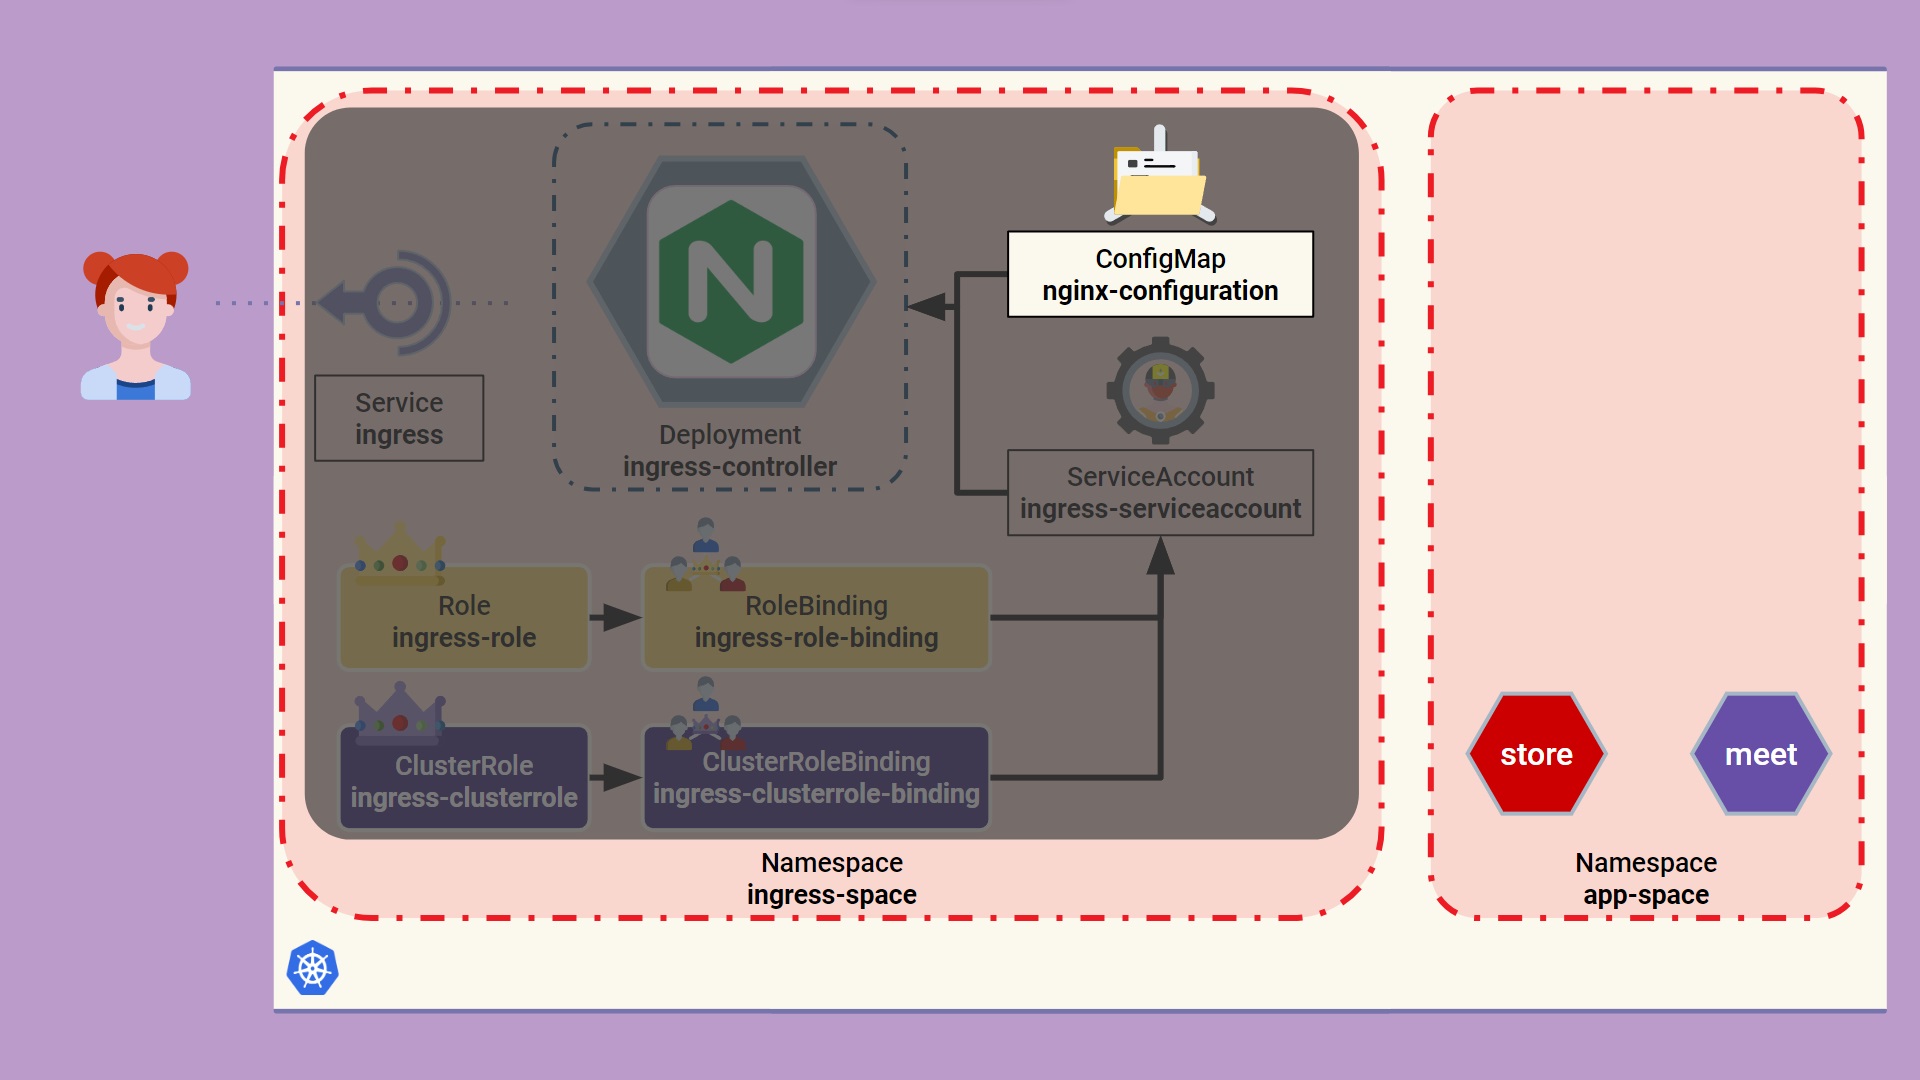 ConfigMap
nginx-configuration
Service
ingress
Deployment
ingress-controller
ServiceAccount
ingress-serviceaccount
Role
ingress-role
RoleBinding
ingress-role-binding
ClusterRole
ingress-clusterrole
ClusterRoleBinding
ingress-clusterrole-binding
Namespace
ingress-space
store
meet
Namespace
app-space